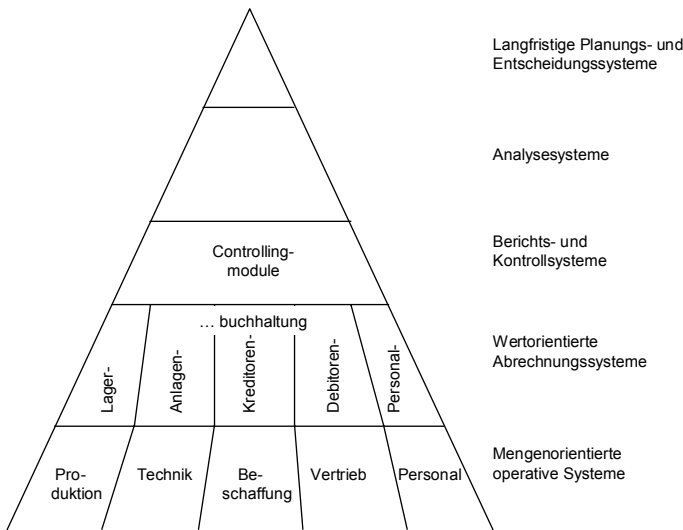 Langfristige Planungs- und
Entscheidungssysteme
Analysesysteme
Controlling-
module
Berichts- und
Kontrollsysteme
... buchhaltung
Lager-
Anlagen-
Kreditoren-
Debitoren-
Personal-
Wertorientierte
Abrechnungssysteme
Pro-
duktion
Technik
Be-
schaffung
Vertrieb
Personal
Mengenorientierte
operative Systeme